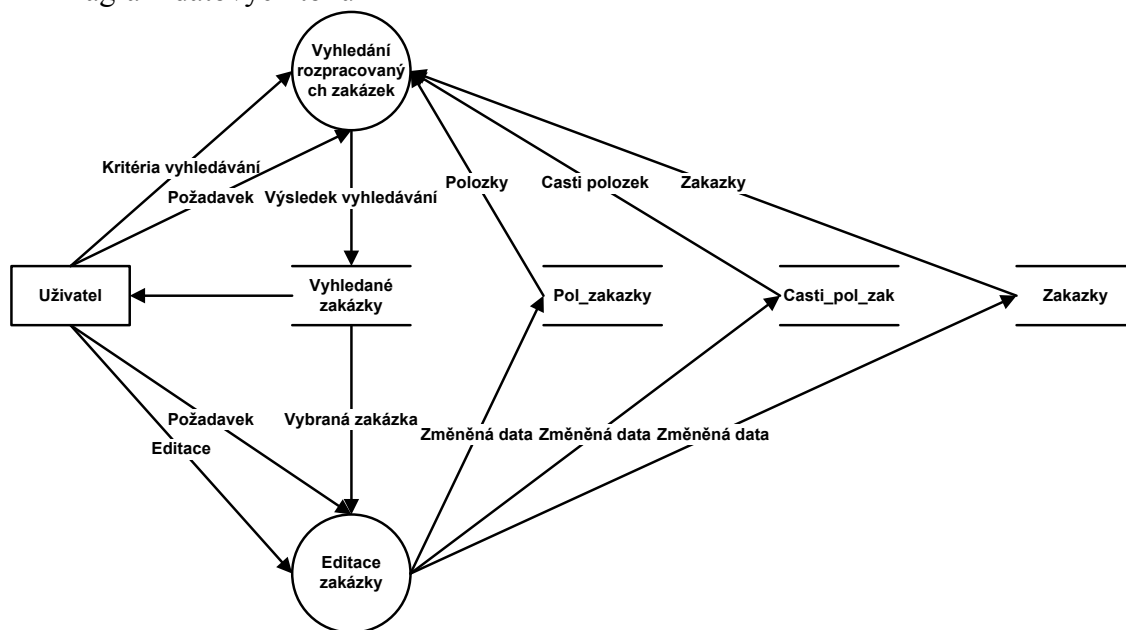 Vyhledání
rozpracovaný
ch zakázek
Kritéria vyhledávání
Polozky
Casti polozek
Zakazky
Požadavek
Výsledek vyhledávání
Uživatel
Vyhledané
zakázky
Pol_zakazky
Casti_pol_zak
Zakazky
Požadavek
Vybraná zakázka
Editace
Změněná data
Změněná data
Změněná data
Editace
zakázky